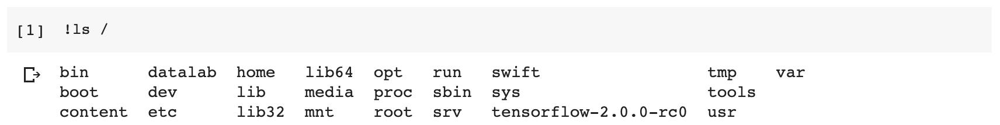 [1] !ls /
bin datalab home lib64 opt run swift tmp var
boot dev lib media proc sbin sys tools
content etc lib32 mnt root srv tensorflow-2.0.0-rc0 usr